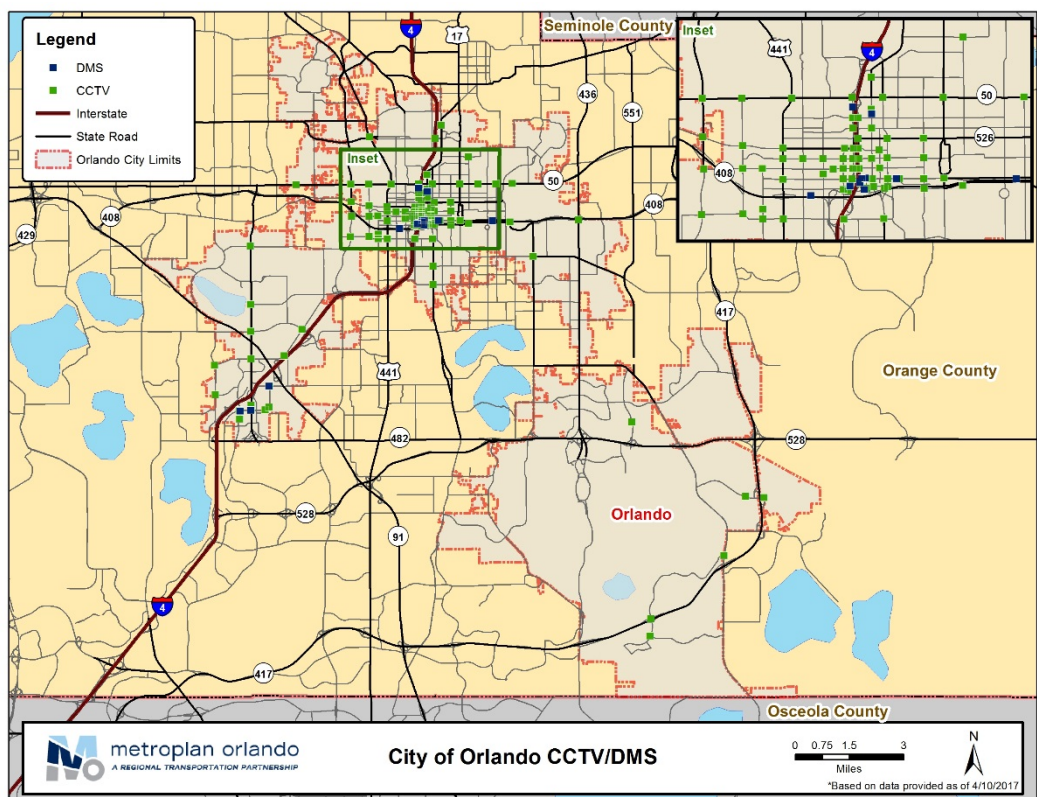 Legend
DMS
CCTV
Interstate
State Road
Orlando City Limits
4
17
Seminole County
436
551
Inset
441
4
50
526
408
Inset
50
408
408
429
417
441
Orange County
482
528
528
Orlando
91
4
417
Osceola County
metroplan orlando
A REGIONAL TRANSPORTATION PARTNERSHIP
City of Orlando CCTV/DMS
0 0.75 1.5 3
Miles
N
*Based on data provided as of 4/10/2017